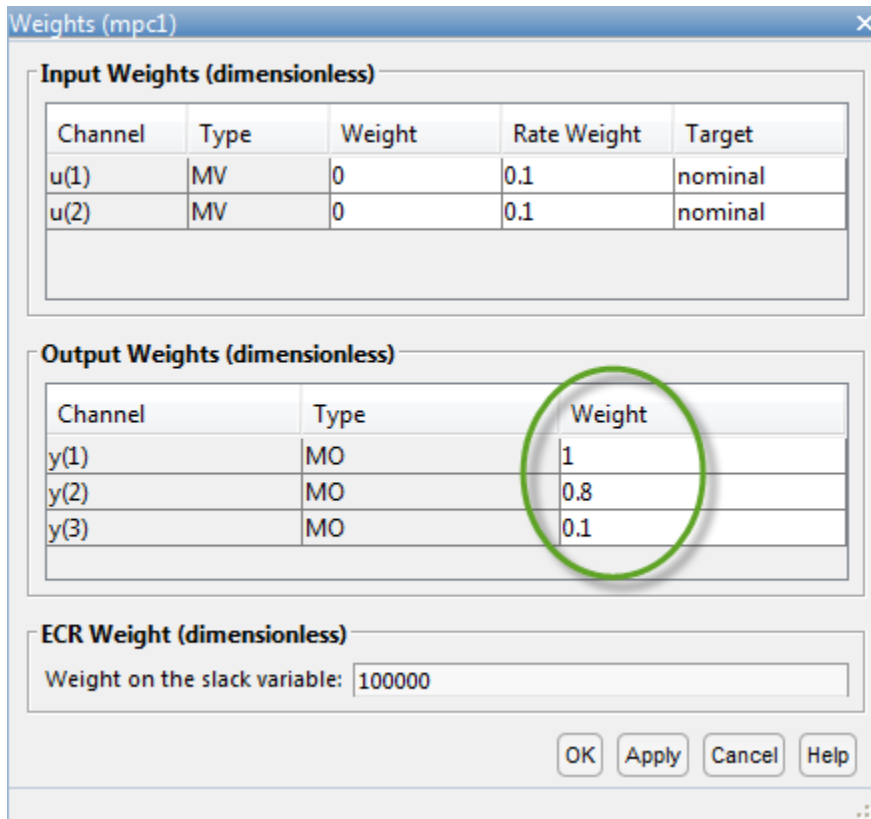 Weights (mpc1)
Input Weights (dimensionless)
Channel Type Weight Rate Weight Target
u(1) MV 0 0.1 nominal
u(2) MV 0 0.1 nominal
Output Weights (dimensionless)
Channel Type Weight
y(1) MO 1
y(2) MO 0.8
y(3) MO 0.1
ECR Weight (dimensionless)
Weight on the slack variable: 100000
OK Apply Cancel Help